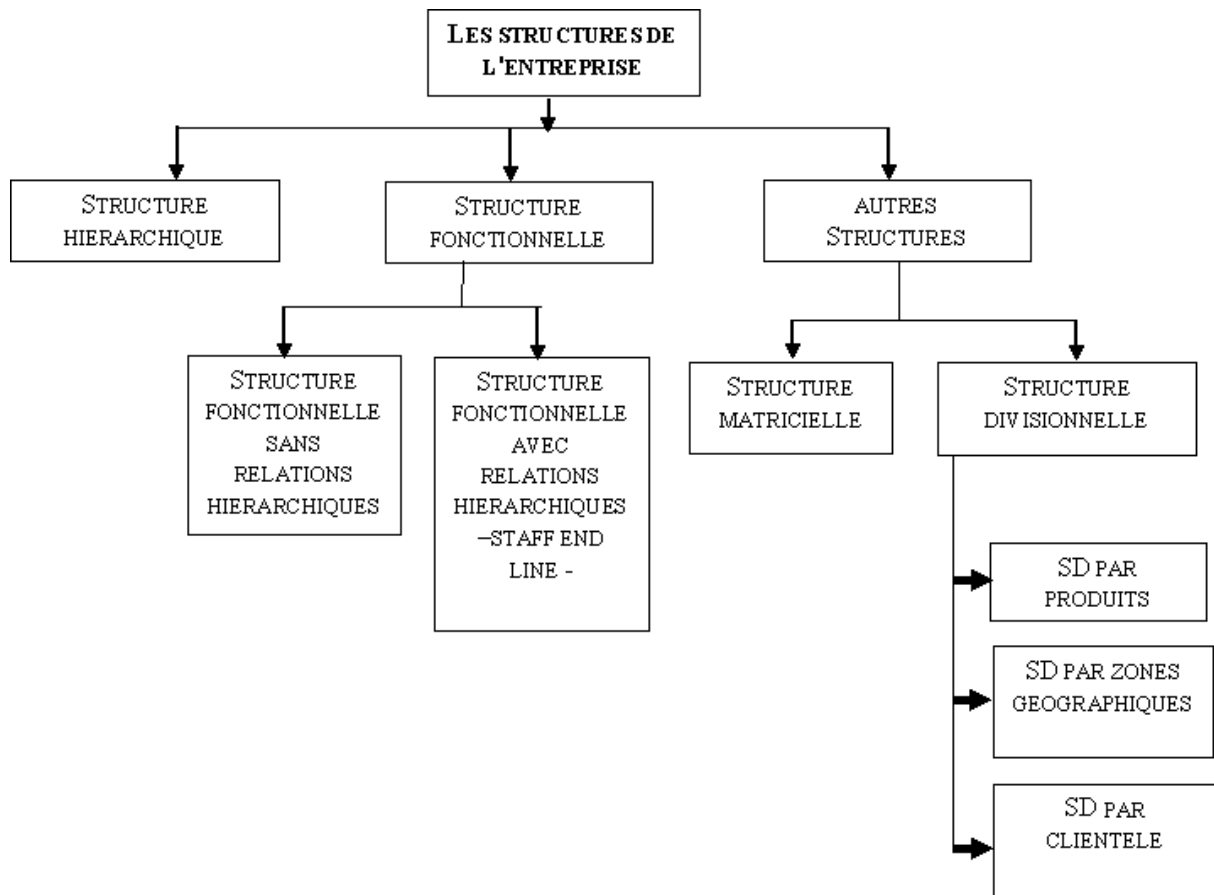 LES STRUCTURES DE
L'ENTREPRISE
STRUCTURE
HIERARCHIQUE
STRUCTURE
FONCTIONNELLE
AUTRES
STRUCTURES
STRUCTURE
FONCTIONNELLE
SANS
RELATIONS
HIERARCHIQUES
STRUCTURE
FONCTIONNELLE
AVEC
RELATIONS
HIERARCHIQUES
–STAFF END
LINE -
STRUCTURE
MATRICIELLE
STRUCTURE
DIVISIONNELLE
SD PAR
PRODUITS
SD PAR ZONES
GEOGRAPHIQUES
SD PAR
CLIENTELE